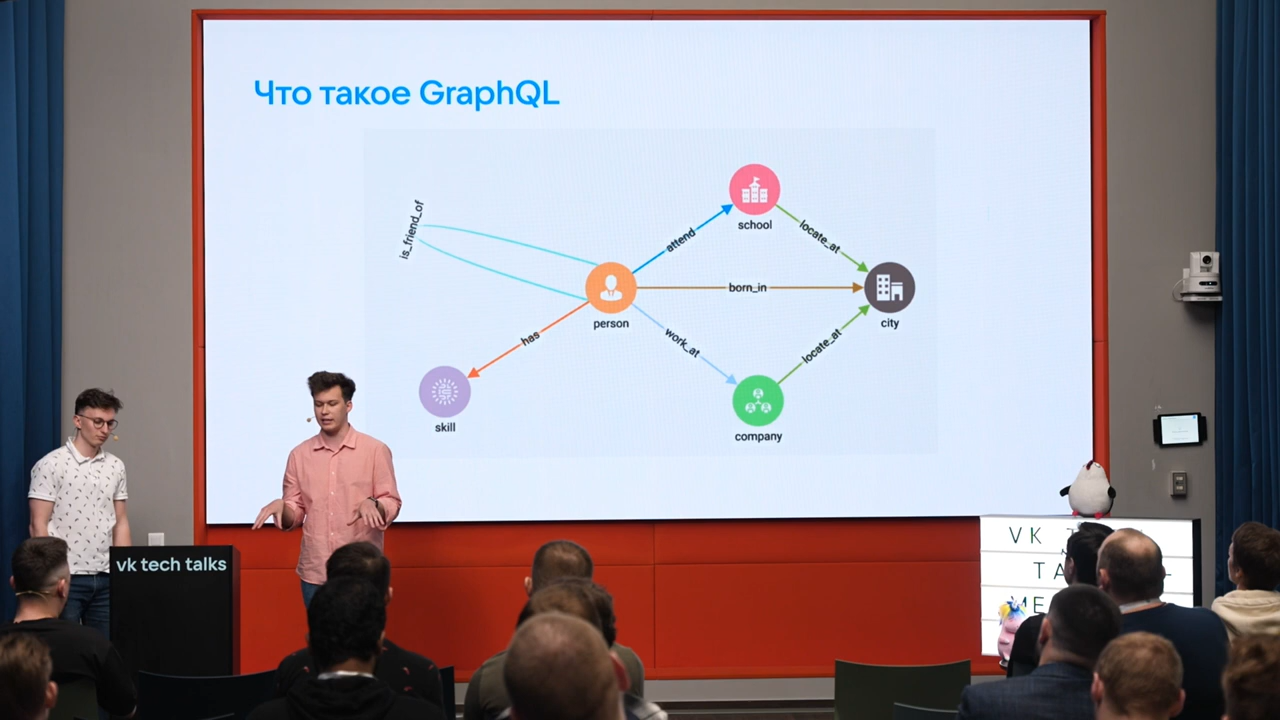 Что такое GraphQL
is_friend_of
attend
school
locate_at
born_in
person
city
has
work_at
locate_at
skill
company
vk tech talks
VK